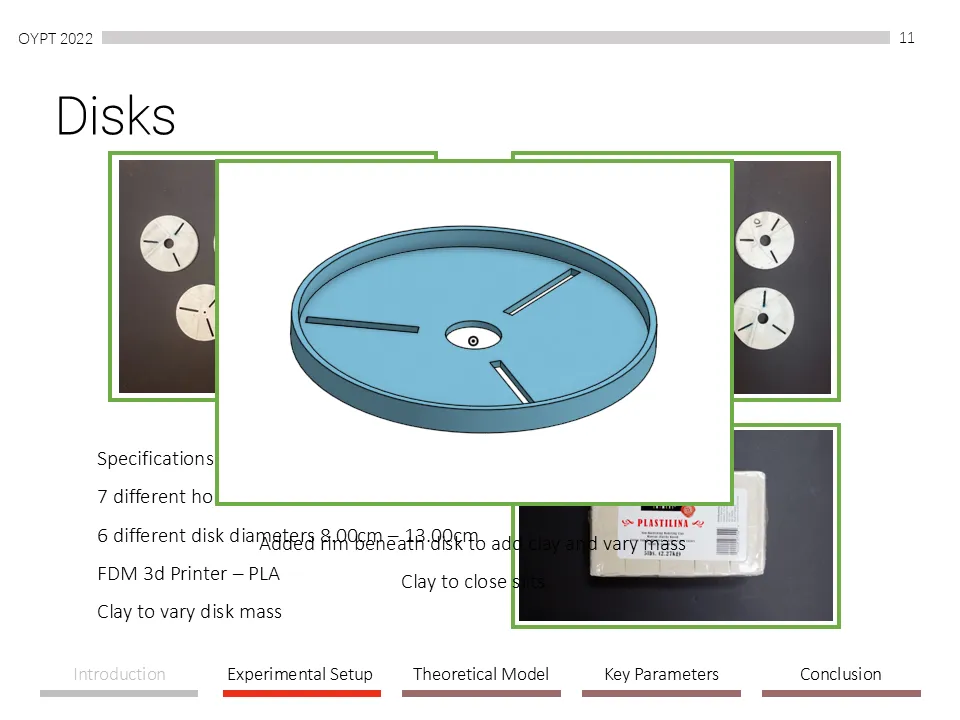 OYPT 2022
11
Disks
Specifications
7 different ho
6 different disk diameters 8.00cm – 13.00cm
Added rim beneath disk to add clay and vary mass
FDM 3d Printer – PLA
Clay to close slits
Clay to vary disk mass
PLASTILINA
Introduction
Experimental Setup
Theoretical Model
Key Parameters
Conclusion